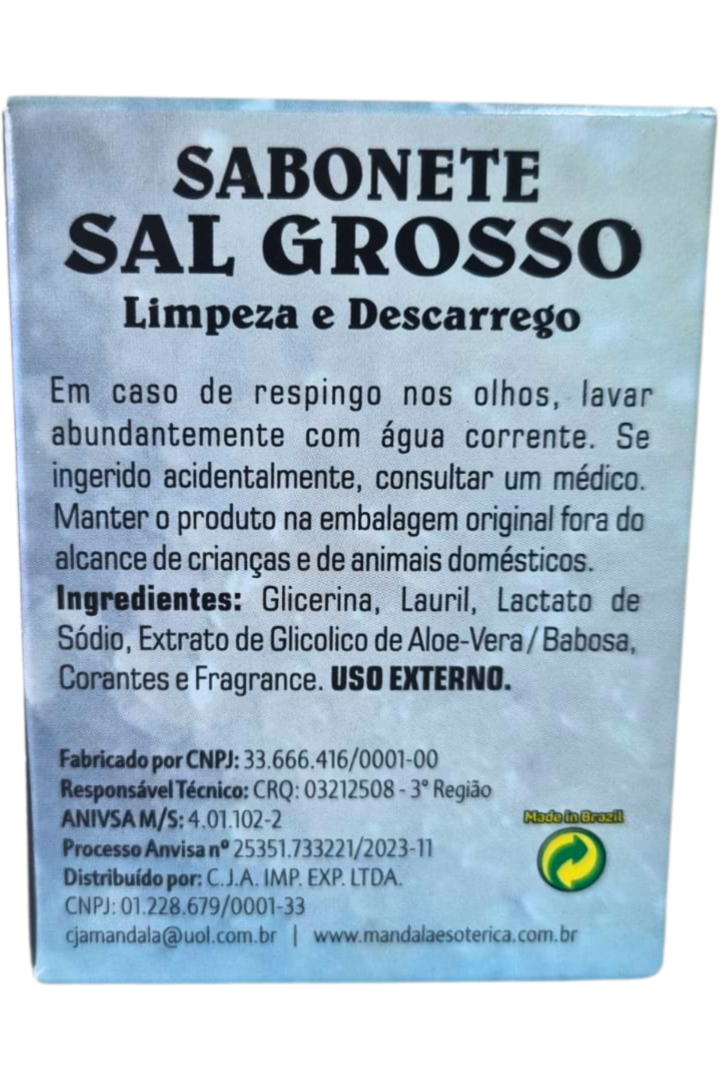 SABONETE
SAL GROSSO
Limpeza e Descarrego
Em caso de respingo nos olhos, lavar
abundantemente com água corrente. Se
ingerido acidentalmente, consultar um médico.
Manter o produto na embalagem original fora do
alcance de crianças e de animais domésticos.
Ingredientes: Glicerina, Lauril, Lactato de
Sódio, Extrato de Glicolico de Aloe-Vera/Babosa,
Corantes e Fragrance. USO EXTERNO.
Fabricado por CNPJ: 33.666.416/0001-00
Responsável Técnico: CRQ: 03212508 - 3ª Região
ANIVSA M/S: 4.01.102-2
Processo Anvisa nº 25351.733221/2023-11
Distribuído por: C.J.A. IMP. EXP. LTDA.
CNPJ: 01.228.679/0001-33
cjamandala@uol.com.br | www.mandalaesoterica.com.br
Made in Brazil